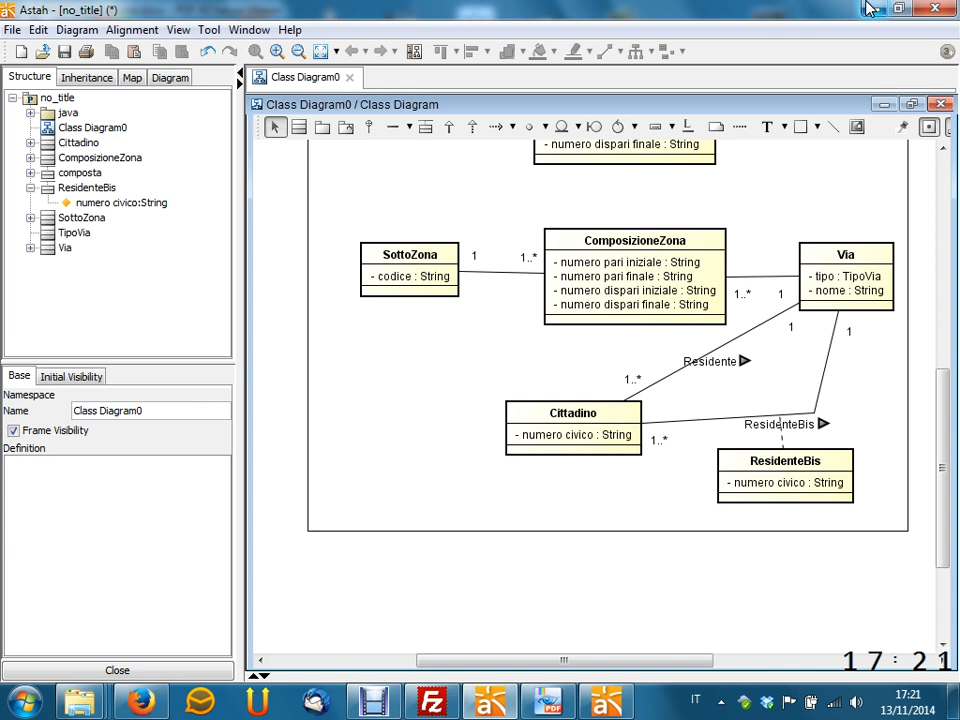 Astah - [no_title] (*)
File Edit Diagram Alignment View Tool Window Help
3
Structure Inheritance Map Diagram
no_title
java
Class Diagram0
Cittadino
ComposizioneZona
composta
ResidenteBis
numero civico:String
SottoZona
TipoVia
Via
Base Initial Visibility
Namespace
Name Class Diagram0
Frame Visibility
Definition
Close
Class Diagram0
Class Diagram0 / Class Diagram
T
- numero dispari finale : String
SottoZona
- codice : String
1
1..*
ComposizioneZona
- numero pari iniziale : String
- numero pari finale : String
- numero dispari iniziale : String
- numero dispari finale : String
1..*
1
Via
- tipo : TipoVia
- nome : String
1
1
Residente
1..*
Cittadino
- numero civico : String
1..*
ResidenteBis
ResidenteBis
- numero civico : String
17:21
IT
17:21
13/11/2014